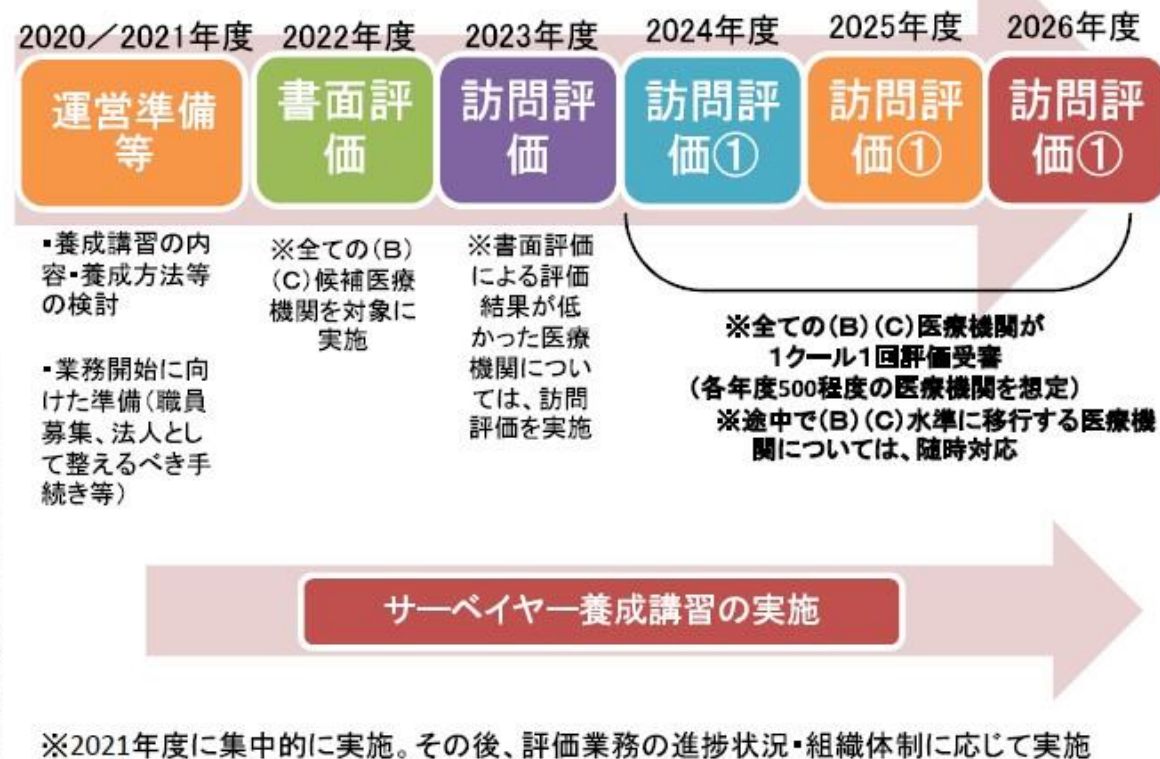 2020／2021年度
2022年度
2023年度
2024年度
2025年度
2026年度
運営準備
等
書面評
価
訪問評
価
訪問評
価①
訪問評
価①
訪問評
価①
▪養成講習の内
容▪養成方法等
の検討
▪業務開始に向
けた準備（職員
募集、法人とし
て整えるべき手
続き等）
※全ての（B）
（C）候補医療
機関を対象に
実施
※書面評価
による評価
結果が低
かった医療
機関につい
ては、訪問
評価を実施
※全ての（B）（C）医療機関が
1クール1回評価受審
（各年度500程度の医療機関を想定）
※途中で（B）（C）水準に移行する医療機
関については、随時対応
サーベイヤー養成講習の実施
※2021年度に集中的に実施。その後、評価業務の進捗状況▪組織体制に応じて実施